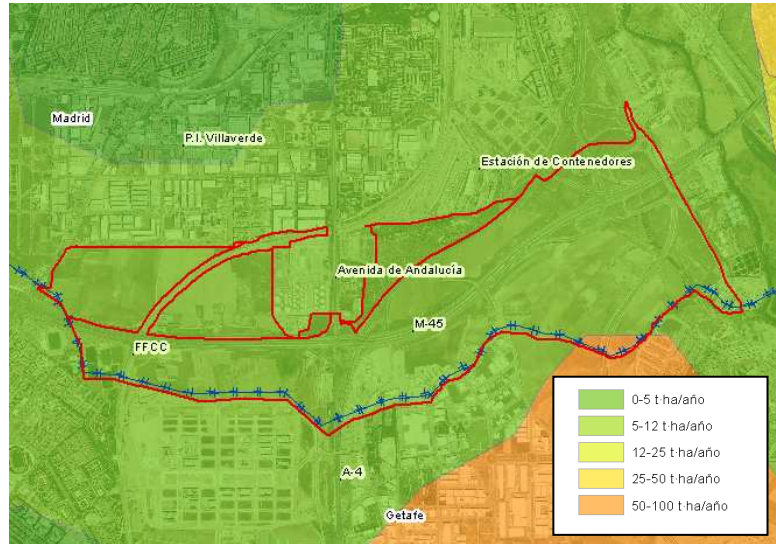 Madrid
P.I. Villaverde
Estación de Contenedores
Avenida de Andalucía
M-45
FFCC
A-4
Getafe
0-5 t·ha/año
5-12 t·ha/año
12-25 t·ha/año
25-50 t·ha/año
50-100 t·ha/año